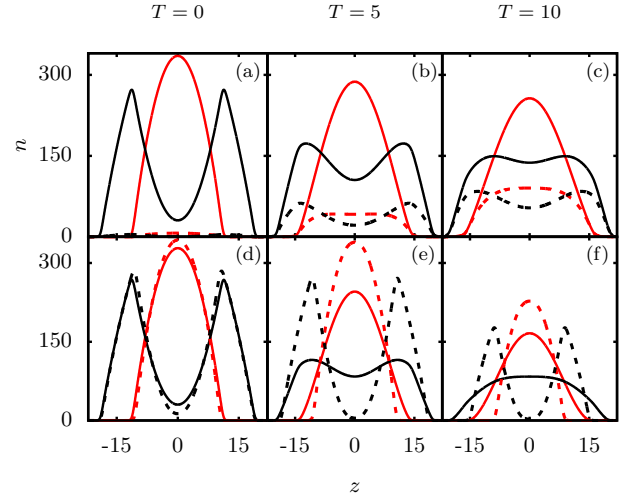 T = 0 T = 5 T = 10
300 (a) (b) (c)
n 150
0
300 (d) (e) (f)
150
0
-15 0 15 -15 0 15 -15 0 15
z